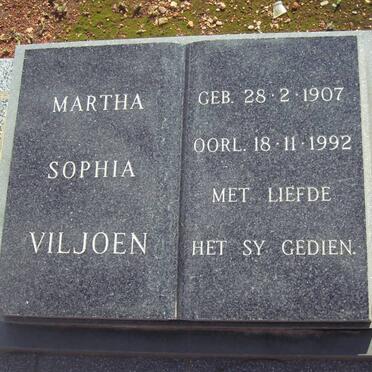 MARTHA
SOPHIA
VILJOEN
GEB. 28·2·1907
OORL. 18·11·1992
MET LIEFDE
HET SY GEDIEN.